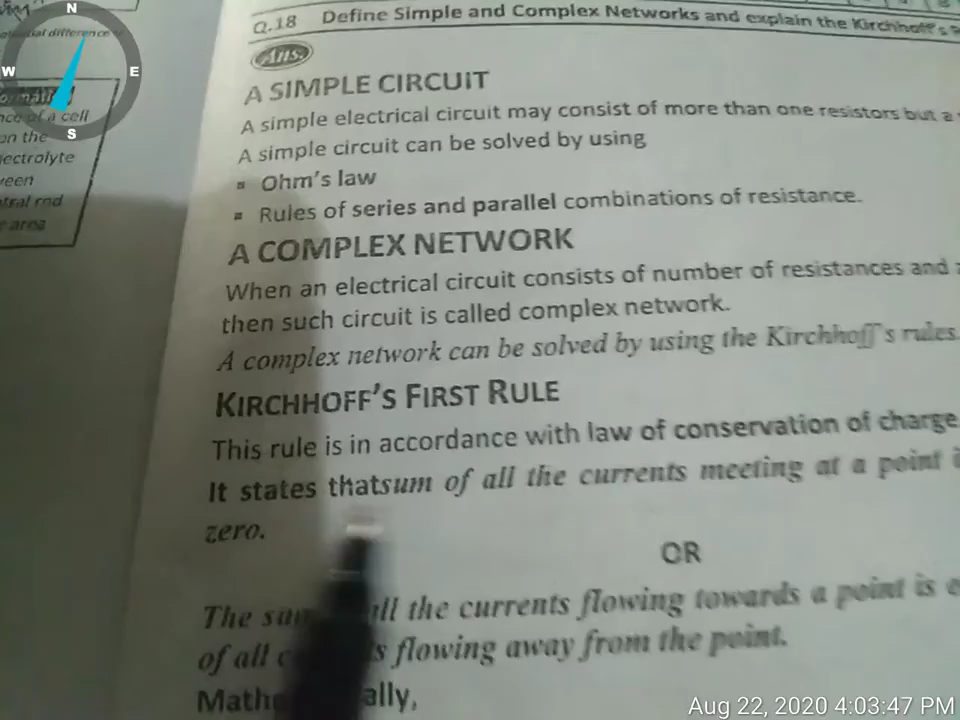 N
W
E
S
difference
ce of a cell
on the
ectrolyte
area
Q.18 Define Simple and Complex Networks and explain the Kirchhoff's
Ans.
A SIMPLE CIRCUIT
A simple electrical circuit may consist of more than one resistors but a
A simple circuit can be solved by using
▪ Ohm's law
▪ Rules of series and parallel combinations of resistance.
A COMPLEX NETWORK
When an electrical circuit consists of number of resistances and
then such circuit is called complex network.
A complex network can be solved by using the Kirchhoff's rules.
KIRCHHOFF'S FIRST RULE
This rule is in accordance with law of conservation of charge
It states thatsum of all the currents meeting at a point
zero.
OR
The all the currents flowing towards a point is
of all flowing away from the point.
Aug 22, 2020 4:03:47 PM